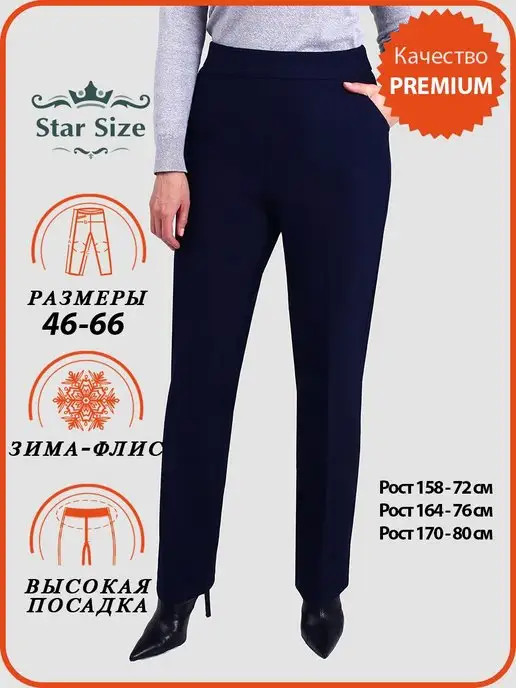 Качество
PREMIUM
Star Size
РАЗМЕРЫ
46-66
ЗИМА-ФЛИС
ВЫСОКАЯ
ПОСАДКА
Рост 158 - 72 см
Рост 164 - 76 см
Рост 170 - 80 см